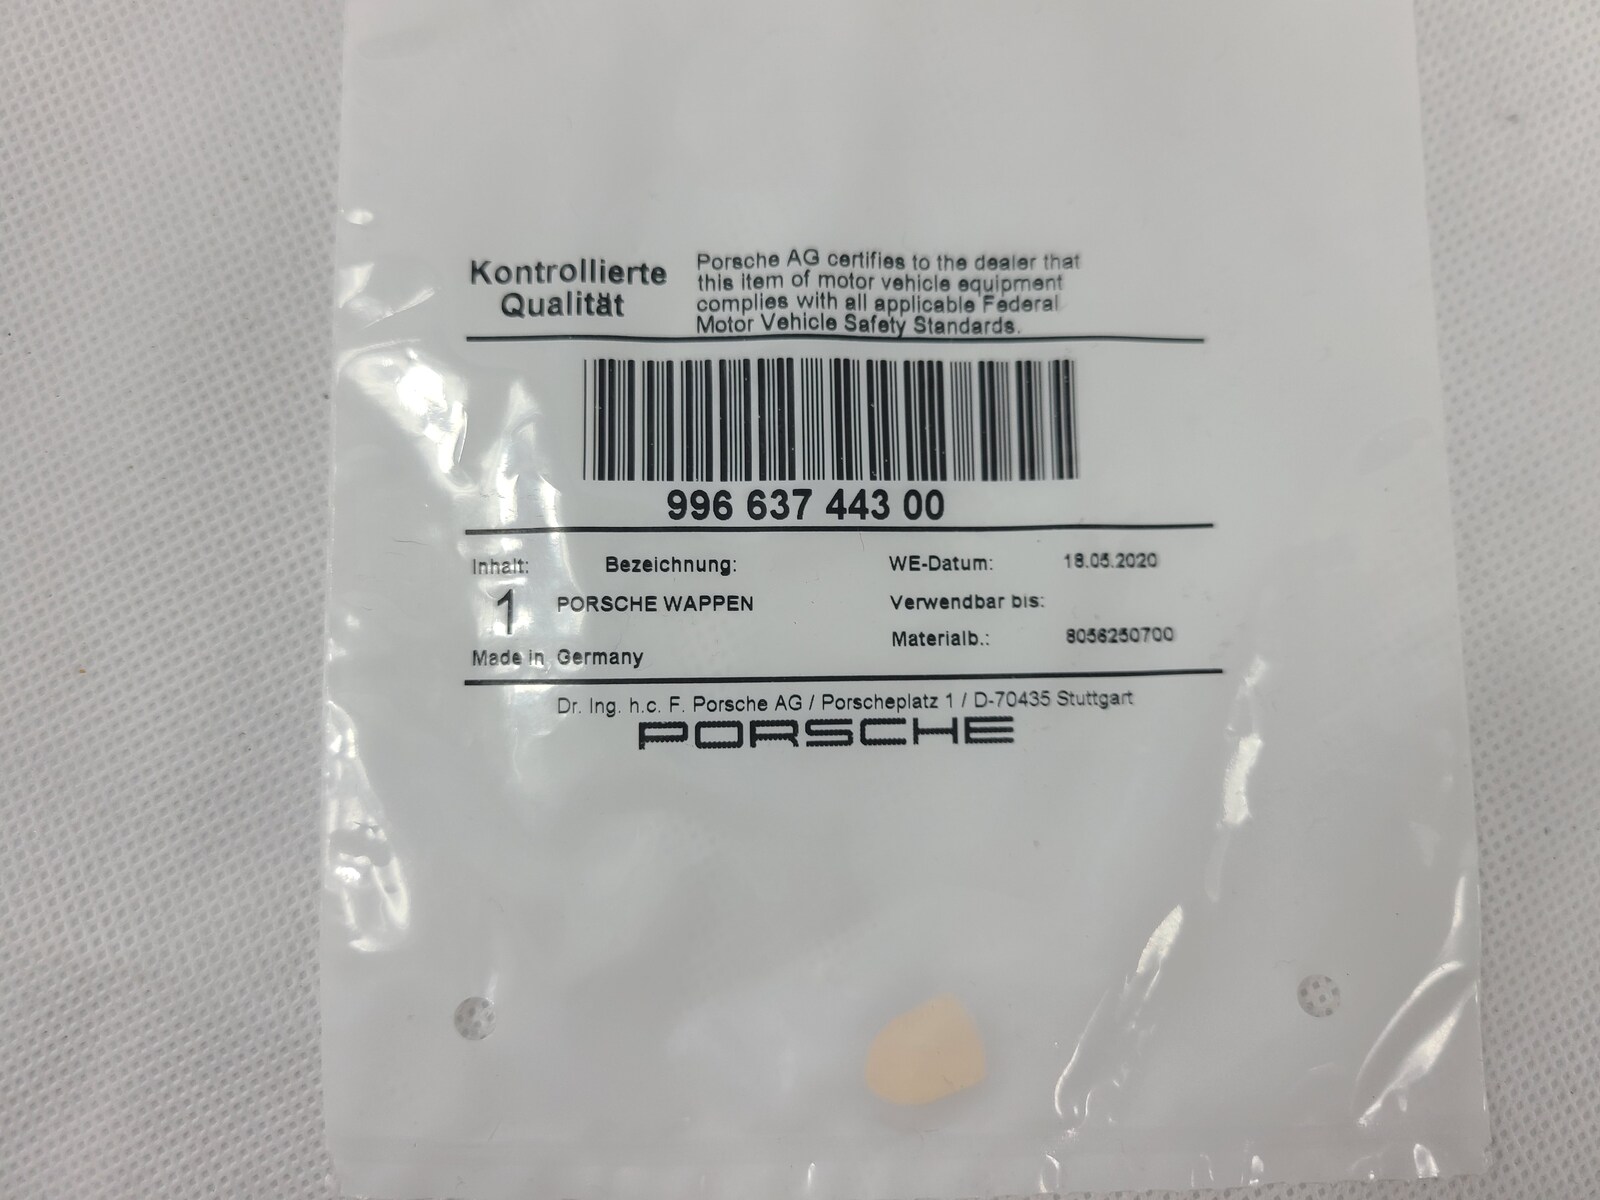 Kontrollierte
Qualität
Porsche AG certifies to the dealer that
this item of motor vehicle equipment
complies with all applicable Federal
Motor Vehicle Safety Standards.
996 637 443 00
Inhalt: Bezeichnung: WE-Datum: 18.05.2020
1 PORSCHE WAPPEN Verwendbar bis:
Materialb.: 8056250700
Made in Germany
Dr. Ing. h.c. F. Porsche AG / Porscheplatz 1 / D-70435 Stuttgart
PORSCHE